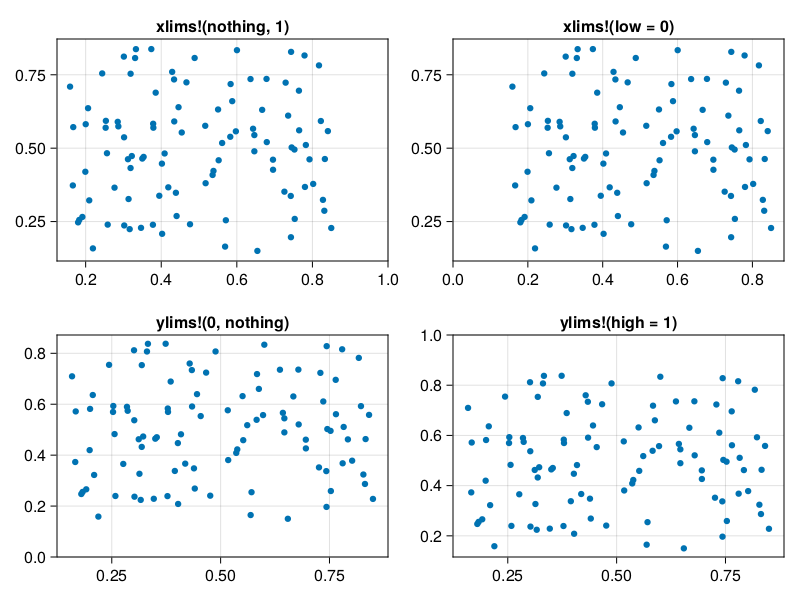 xlims!(nothing, 1)
0.75
0.50
0.25
0.2 0.4 0.6 0.8 1.0
xlims!(low = 0)
0.75
0.50
0.25
0.0 0.2 0.4 0.6 0.8
ylims!(0, nothing)
0.8
0.6
0.4
0.2
0.0
0.25 0.50 0.75
ylims!(high = 1)
1.0
0.8
0.6
0.4
0.2
0.25 0.50 0.75